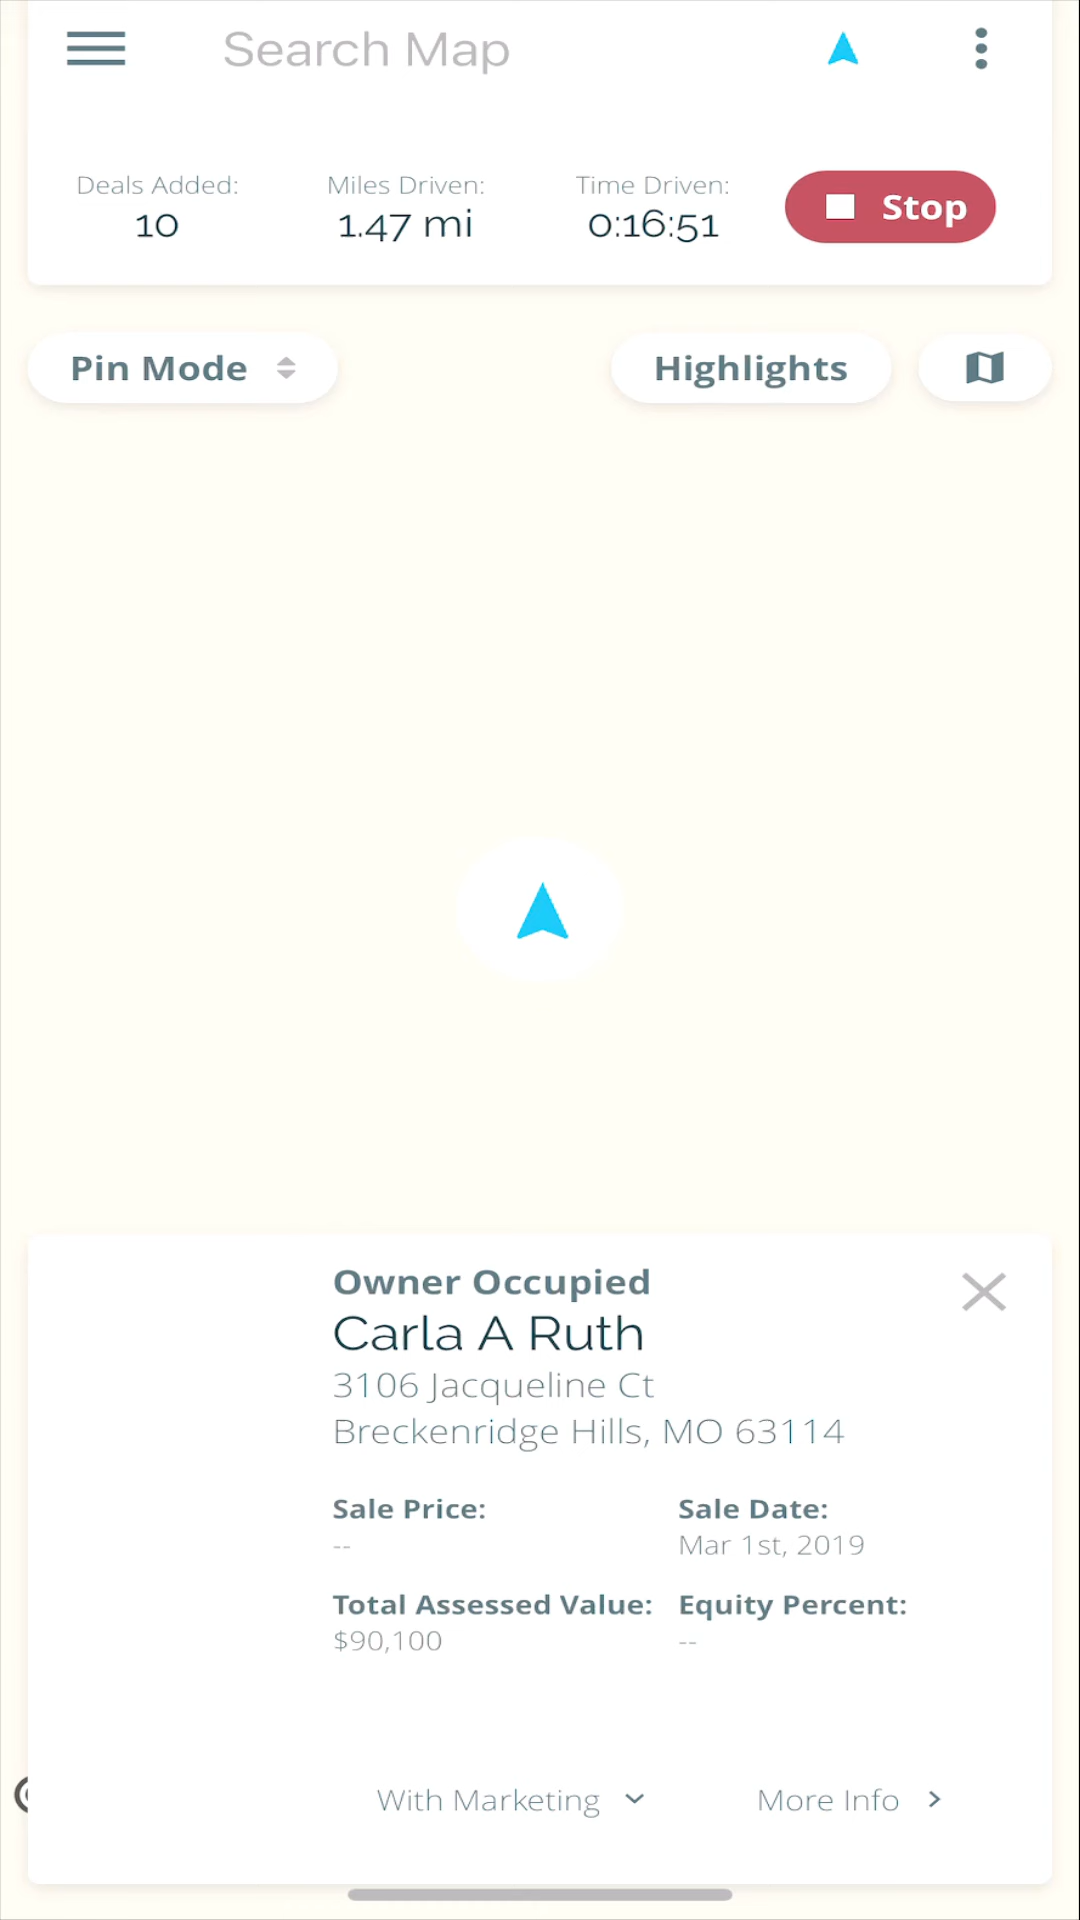 Search Map
Deals Added: Miles Driven: Time Driven:
10 1.47 mi 0:16:51 Stop
Pin Mode Highlights
Owner Occupied
Carla A Ruth
3106 Jacqueline Ct
Breckenridge Hills, MO 63114
Sale Price: Sale Date:
-- Mar 1st, 2019
Total Assessed Value: Equity Percent:
$90,100 --
With Marketing More Info